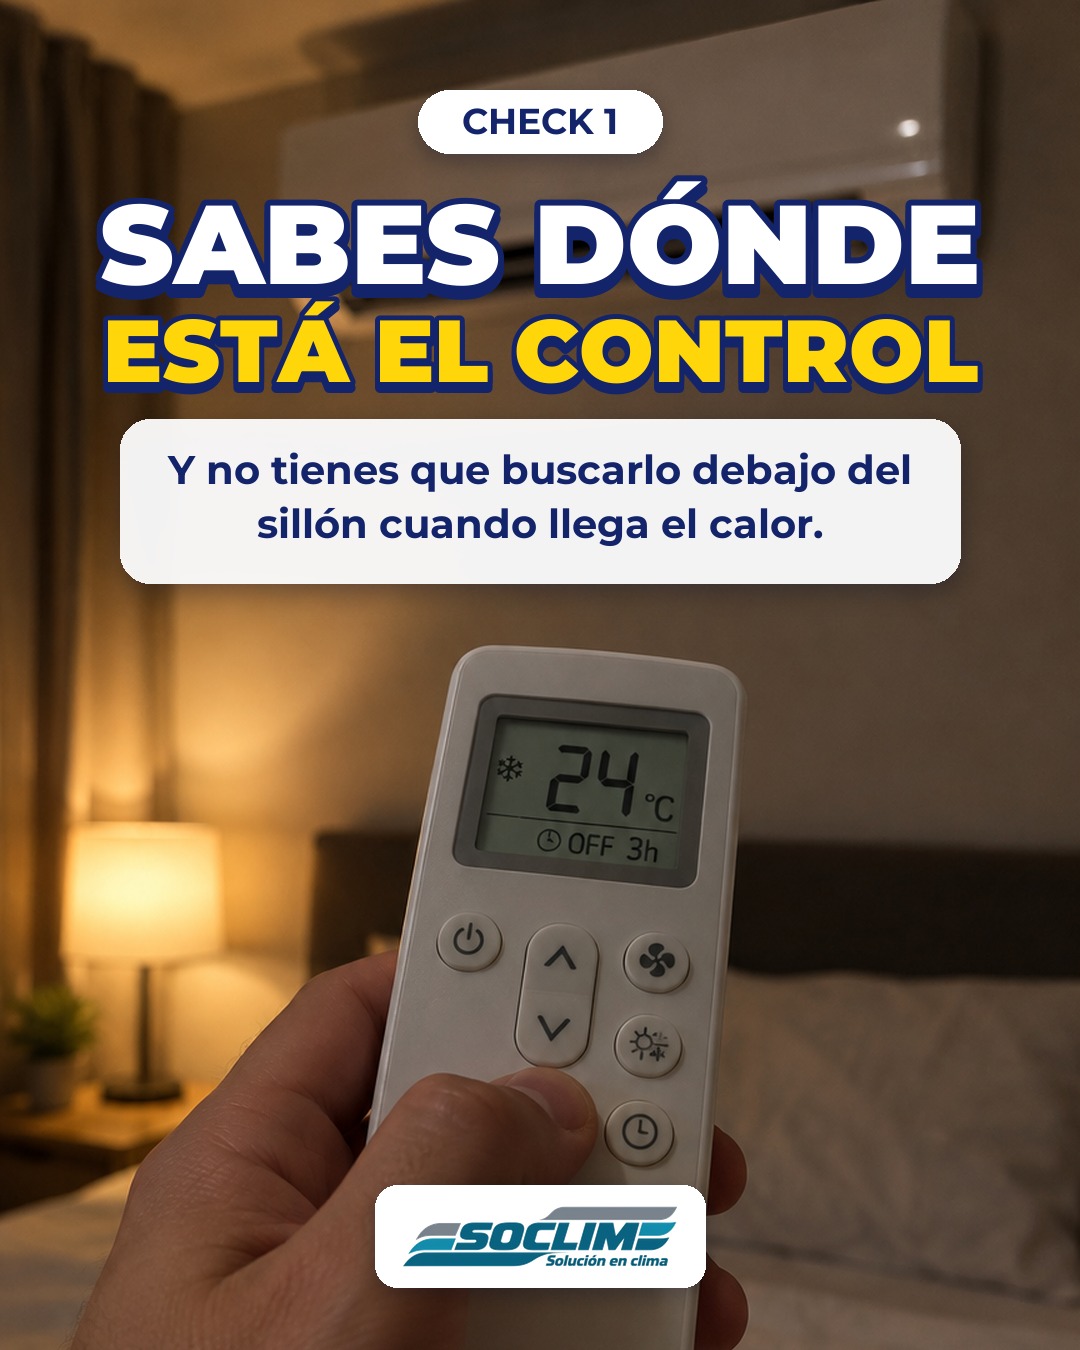 CHECK 1
SABES DÓNDE
ESTÁ EL CONTROL
Y no tienes que buscarlo debajo del
sillón cuando llega el calor.
24 °C
OFF 3h
SOCLIM
Solución en clima